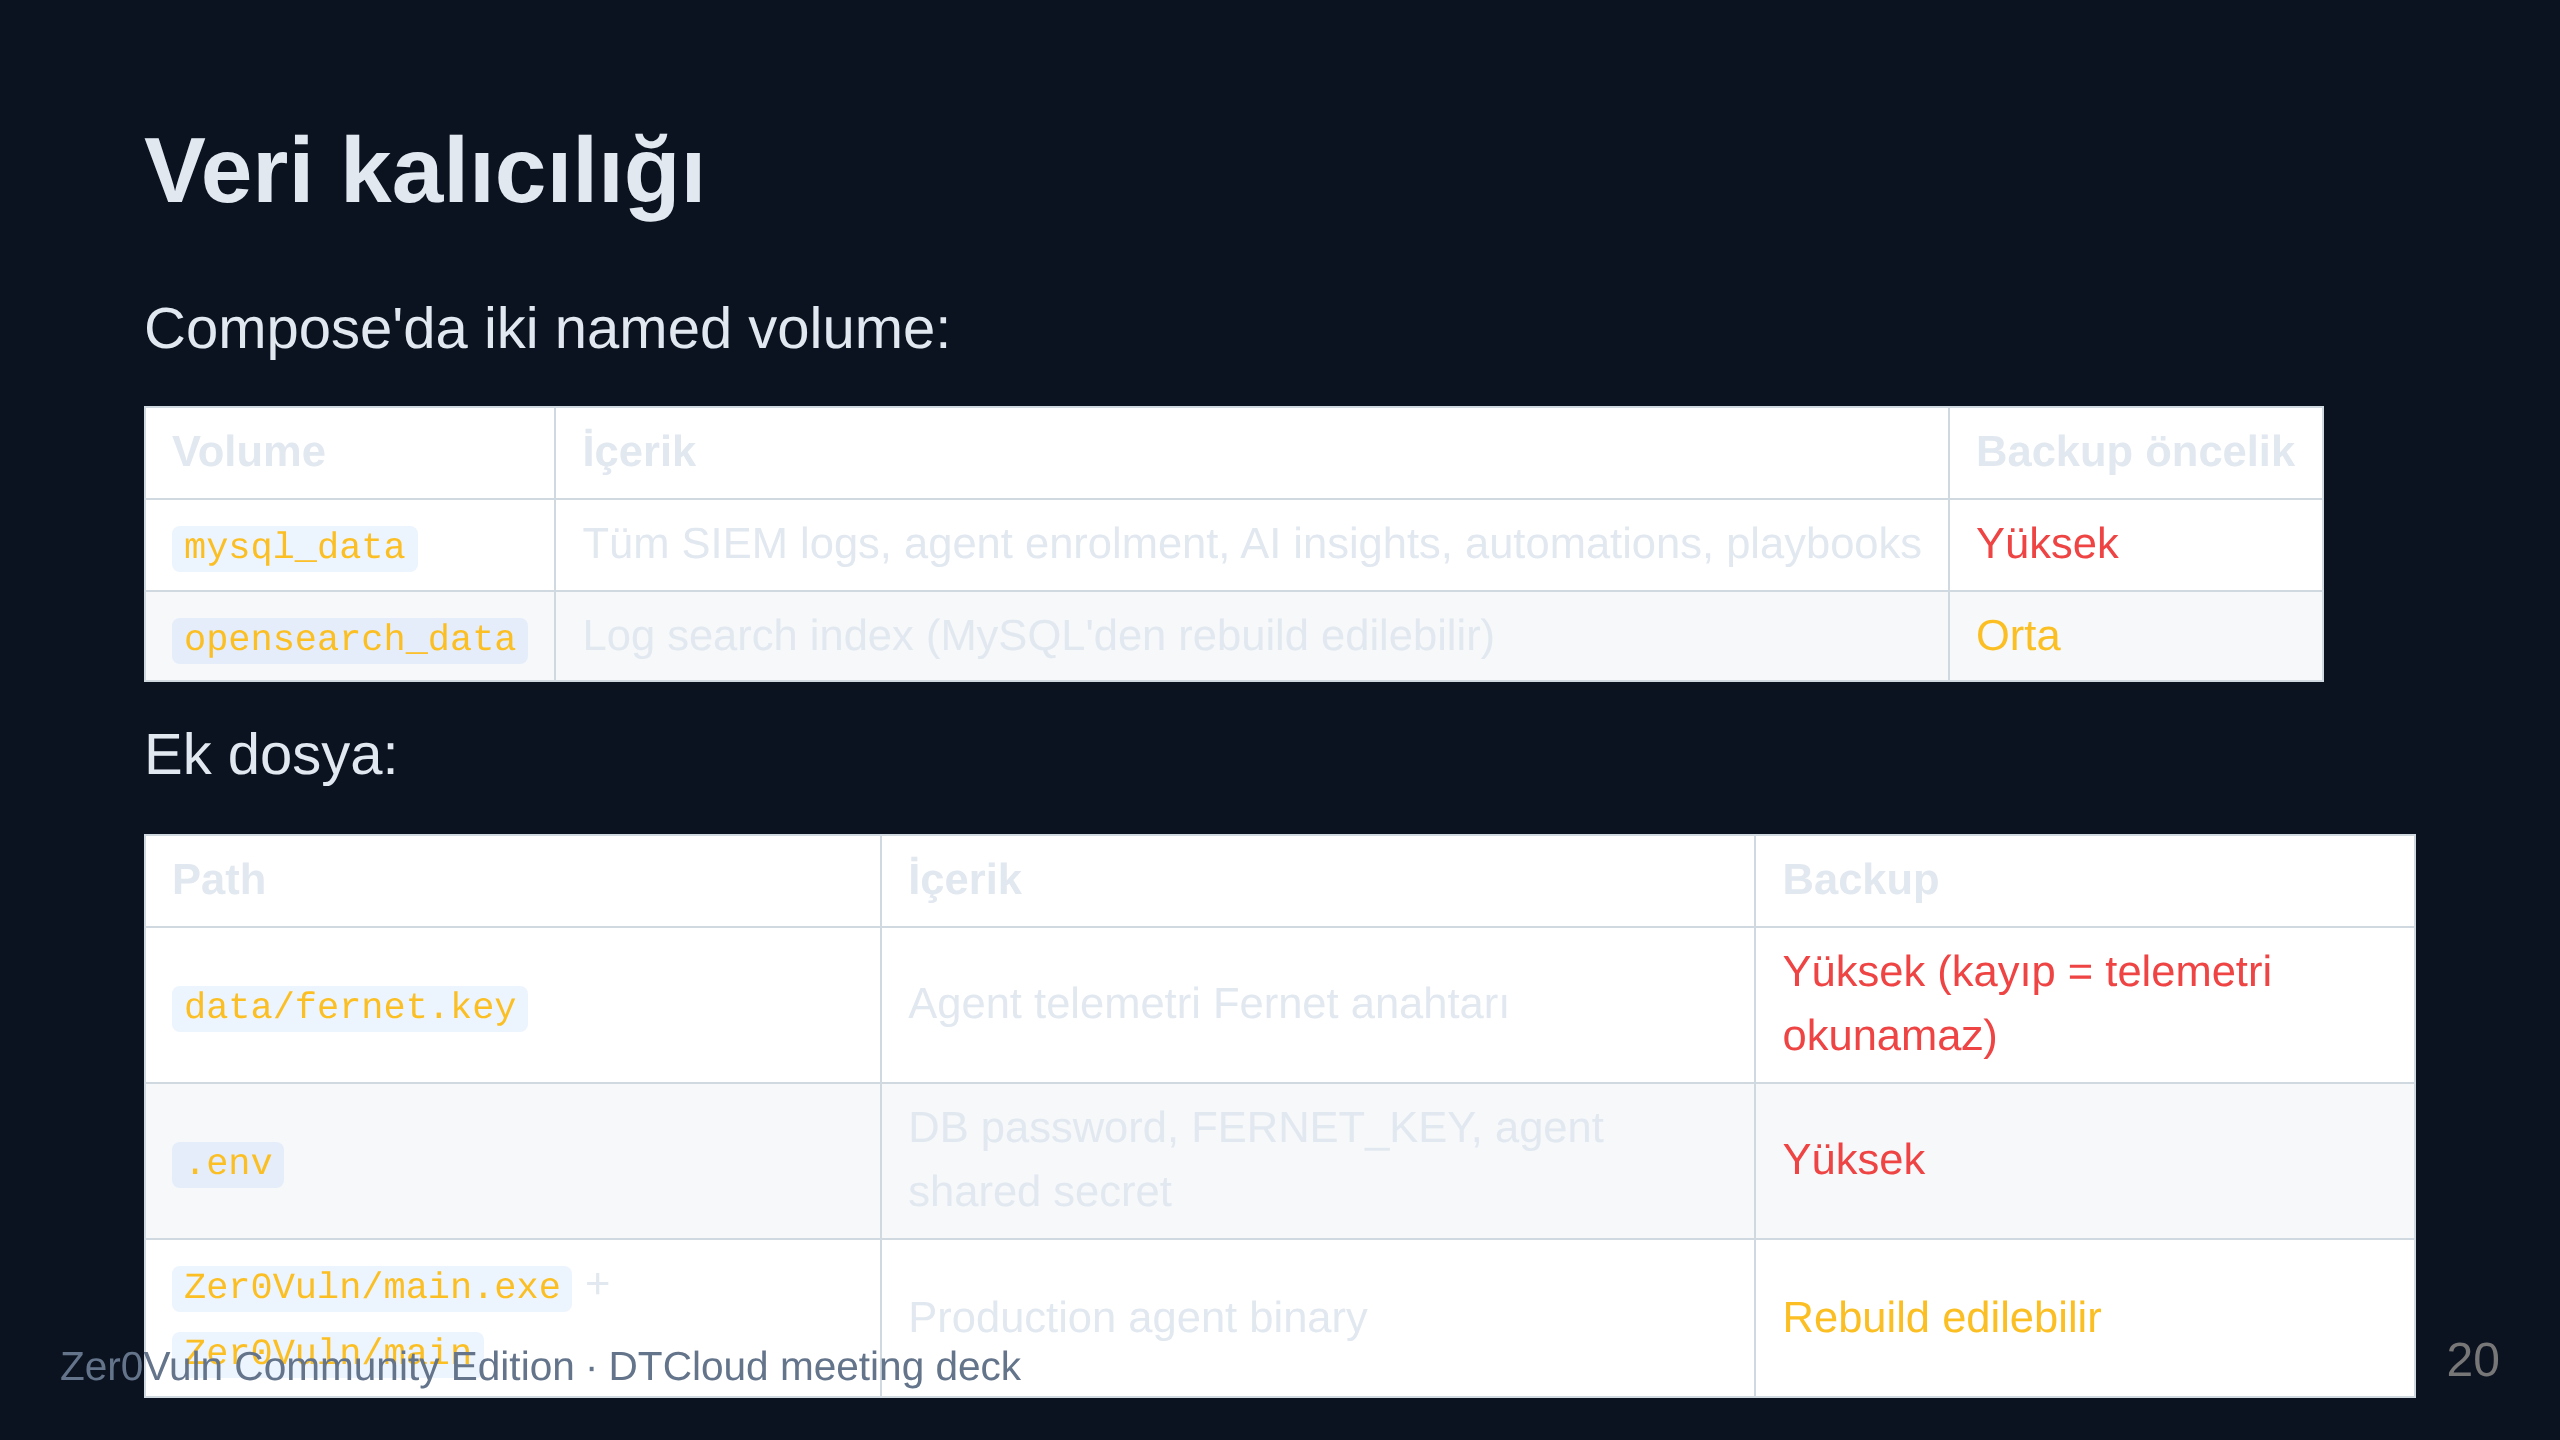 Veri kalıcılığı
Compose'da iki named volume:
Volume İçerik Backup öncelik
mysql_data Tüm SIEM logs, agent enrolment, AI insights, automations, playbooks Yüksek
opensearch_data Log search index (MySQL'den rebuild edilebilir) Orta
Ek dosya:
Path İçerik Backup
data/fernet.key Agent telemetri Fernet anahtarı Yüksek (kayıp = telemetri
okunamaz)
.env DB password, FERNET_KEY, agent
shared secret Yüksek
Zer0Vuln/main.exe +
Zer0Vuln/main Production agent binary Rebuild edilebilir
Zer0Vuln Community Edition · DTCloud meeting deck
20